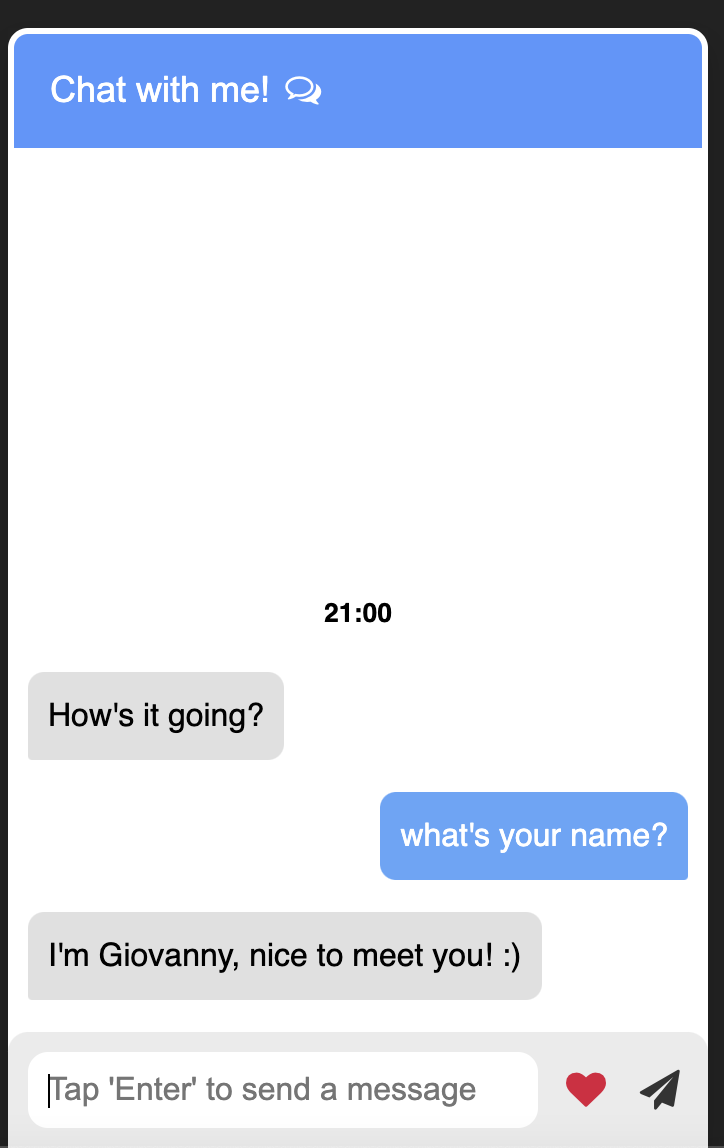 Chat with me!
21:00
How's it going?
what's your name?
I'm Giovanny, nice to meet you! :)
Tap 'Enter' to send a message